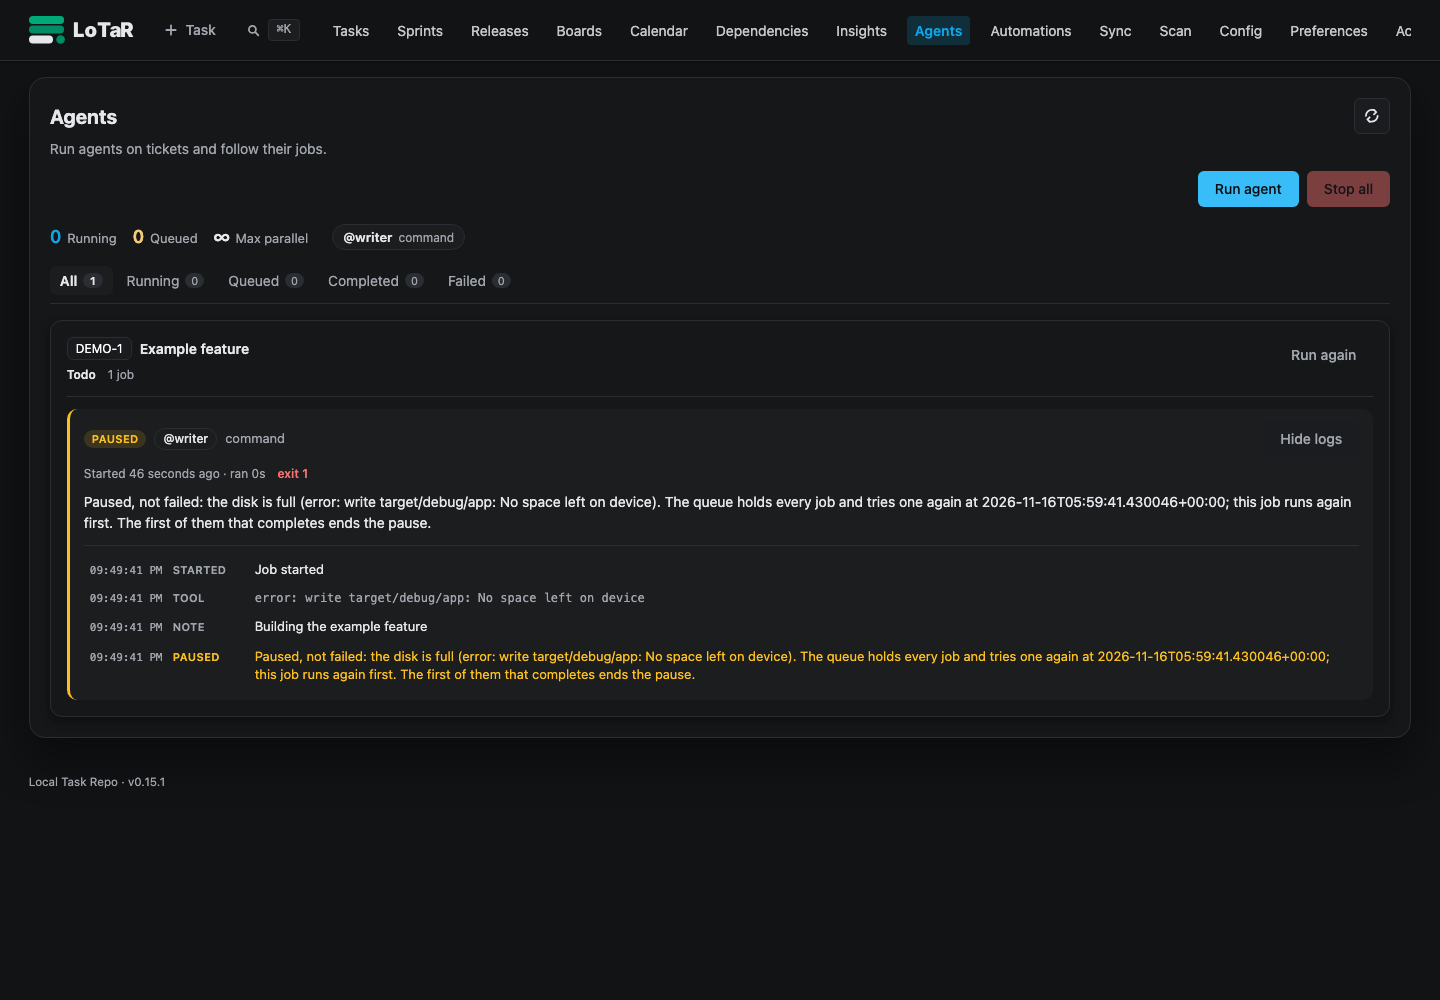 LoTaR
+ Task
⌘K
Tasks
Sprints
Releases
Boards
Calendar
Dependencies
Insights
Agents
Automations
Sync
Scan
Config
Preferences
Ac
Agents
Run agents on tickets and follow their jobs.
Run agent
Stop all
0 Running
0 Queued
∞ Max parallel
@writer command
All 1
Running 0
Queued 0
Completed 0
Failed 0
DEMO-1 Example feature
Run again
Todo 1 job
PAUSED @writer command
Hide logs
Started 46 seconds ago · ran 0s exit 1
Paused, not failed: the disk is full (error: write target/debug/app: No space left on device). The queue holds every job and tries one again at 2026-11-16T05:59:41.430046+00:00; this job runs again
first. The first of them that completes ends the pause.
09:49:41 PM STARTED Job started
09:49:41 PM TOOL error: write target/debug/app: No space left on device
09:49:41 PM NOTE Building the example feature
09:49:41 PM PAUSED Paused, not failed: the disk is full (error: write target/debug/app: No space left on device). The queue holds every job and tries one again at 2026-11-16T05:59:41.430046+00:00;
this job runs again first. The first of them that completes ends the pause.
Local Task Repo · v0.15.1